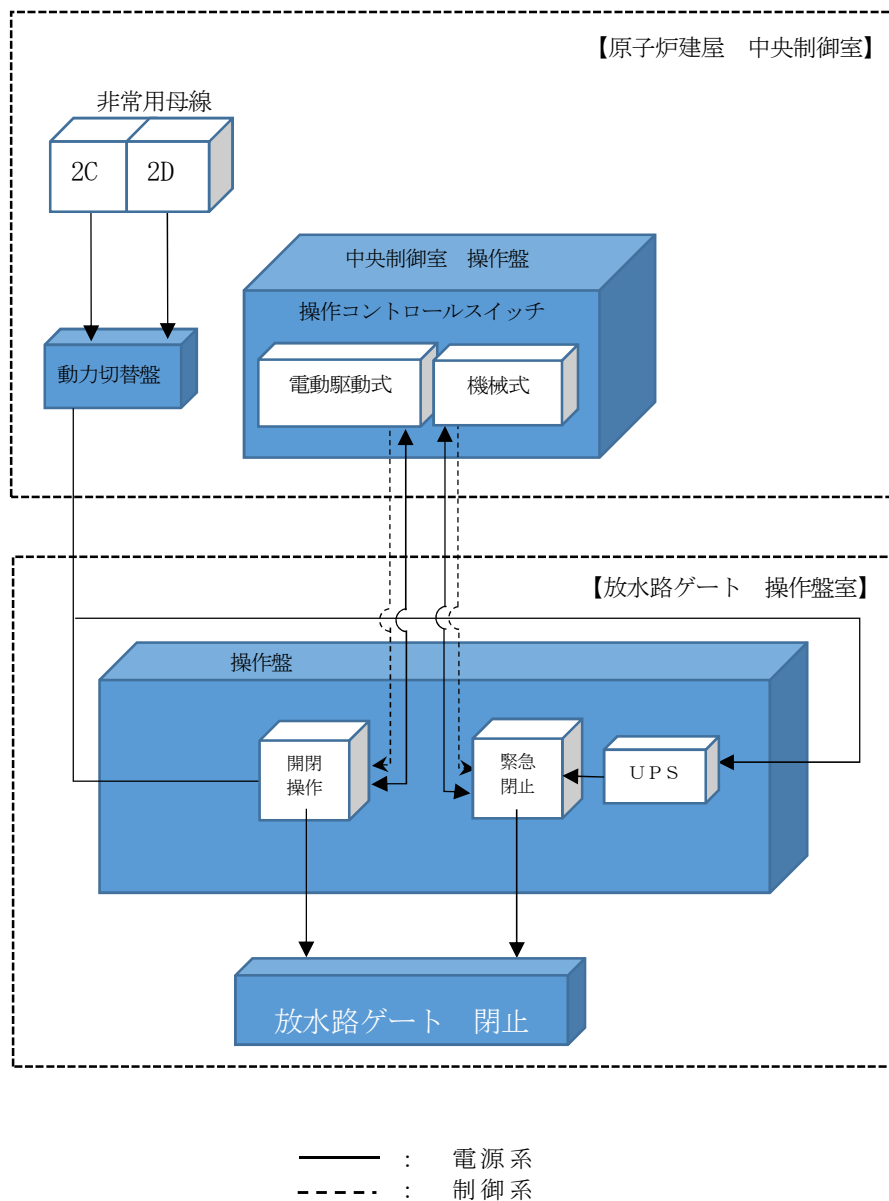 【原子炉建屋　中央制御室】
非常用母線
2C
2D
中央制御室　操作盤
操作コントロールスイッチ
電動駆動式
機械式
動力切替盤
【放水路ゲート　操作盤室】
操作盤
開閉
操作
緊急
閉止
ＵＰＳ
放水路ゲート　閉止
：　電源系
：　制御系